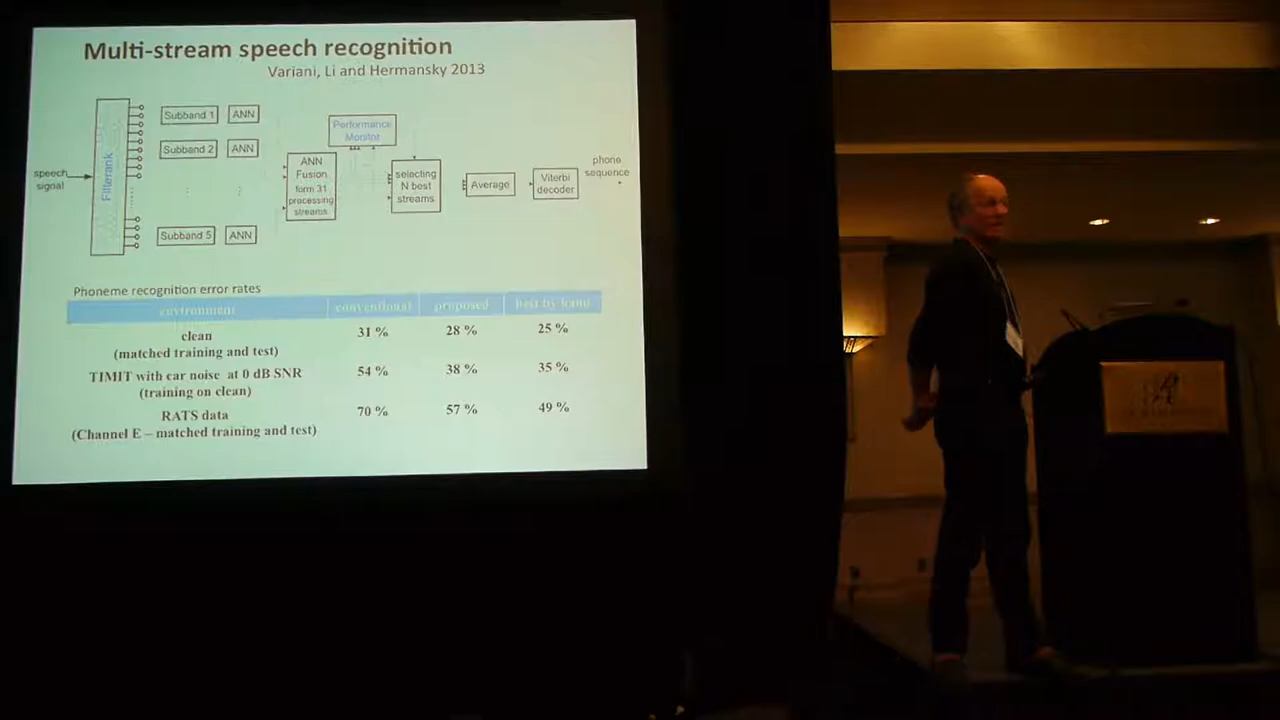 Multi-stream speech recognition
Variani, Li and Hermansky 2013
speech
signal
Filterank
Subband 1
ANN
Subband 2
ANN
Subband 5
ANN
ANN
Fusion
form 31
processing
streams
Performance
Monitor
selecting
N best
streams
Average
Viterbi
decoder
phone
sequence
Phoneme recognition error rates
environment conventional proposed best by hand
clean
(matched training and test) 31 % 28 % 25 %
TIMIT with car noise at 0 dB SNR
(training on clean) 54 % 38 % 35 %
RATS data
(Channel E – matched training and test) 70 % 57 % 49 %